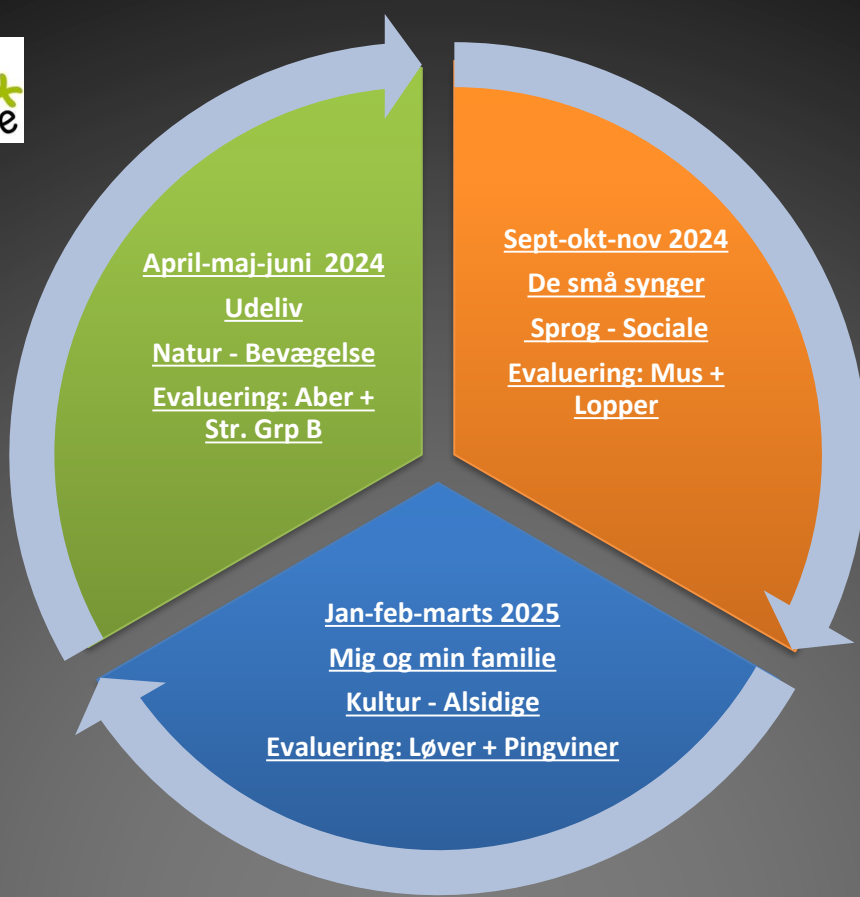 April-maj-juni 2024
Udeliv
Natur - Bevægelse
Evaluering: Aber +
Str. Grp B
Sept-okt-nov 2024
De små synger
Sprog - Sociale
Evaluering: Mus +
Lopper
Jan-feb-marts 2025
Mig og min familie
Kultur - Alsidige
Evaluering: Løver + Pingviner